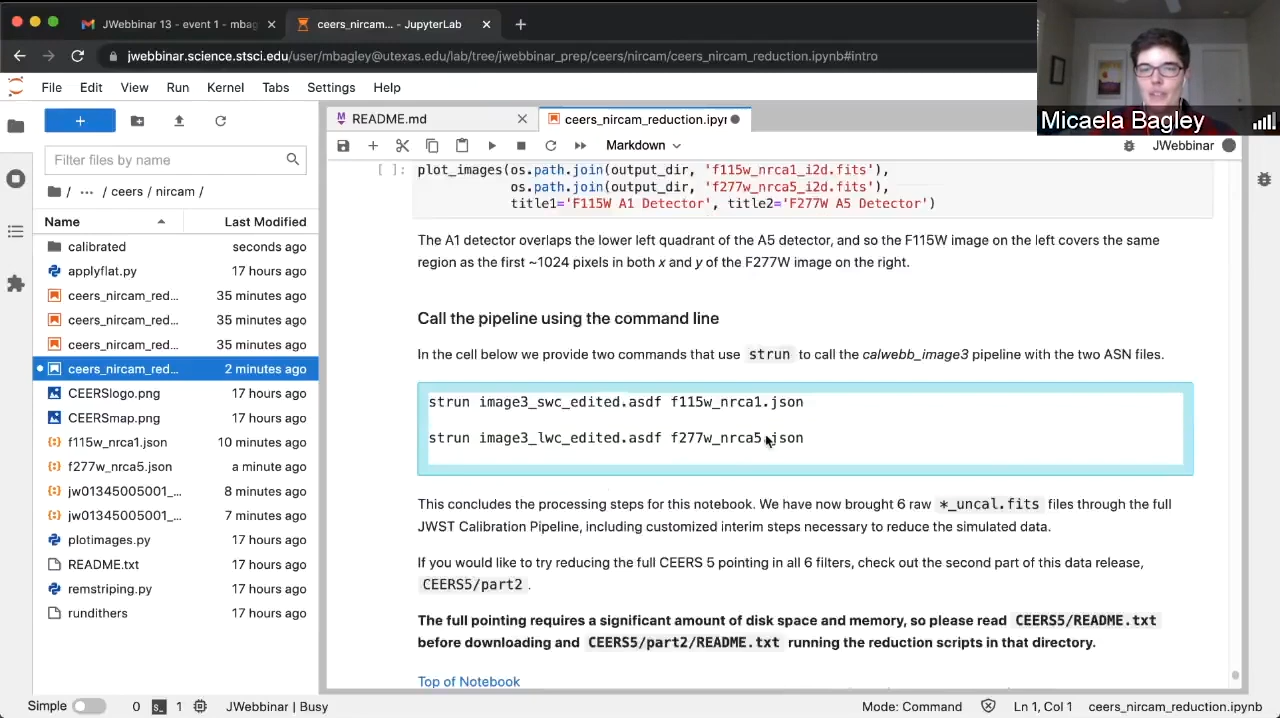 JWebbinar 13 - event 1 - mbag
ceers_nircam... - JupyterLab
jwebbinar.science.stsci.edu/user/mbagley@utexas.edu/lab/tree/jwebbinar_prep/ceers/nircam/ceers_nircam_reduction.ipynb#intro
Micaela Bagley
File Edit View Run Kernel Tabs Settings Help
README.md
ceers_nircam_reduction.ipyr
Markdown
JWebbinar
Filter files by name
/ ... / ceers / nircam /
Name Last Modified
calibrated seconds ago
applyflat.py 17 hours ago
ceers_nircam_red... 35 minutes ago
ceers_nircam_red... 35 minutes ago
ceers_nircam_red... 35 minutes ago
ceers_nircam_red... 2 minutes ago
CEERSlogo.png 17 hours ago
CEERSmap.png 17 hours ago
f115w_nrca1.json 10 minutes ago
f277w_nrca5.json a minute ago
jw01345005001_... 8 minutes ago
jw01345005001_... 7 minutes ago
plotimages.py 17 hours ago
README.txt 17 hours ago
remstriping.py 17 hours ago
rundithers 17 hours ago
[ ]: plot_images(os.path.join(output_dir, 'f115w_nrca1_i2d.fits'),
os.path.join(output_dir, 'f277w_nrca5_i2d.fits'),
title1='F115W A1 Detector', title2='F277W A5 Detector')
The A1 detector overlaps the lower left quadrant of the A5 detector, and so the F115W image on the left covers the same
region as the first ~1024 pixels in both x and y of the F277W image on the right.
Call the pipeline using the command line
In the cell below we provide two commands that use strun to call the calwebb_image3 pipeline with the two ASN files.
strun image3_swc_edited.asdf f115w_nrca1.json
strun image3_lwc_edited.asdf f277w_nrca5.json
This concludes the processing steps for this notebook. We have now brought 6 raw *_uncal.fits files through the full
JWST Calibration Pipeline, including customized interim steps necessary to reduce the simulated data.
If you would like to try reducing the full CEERS 5 pointing in all 6 filters, check out the second part of this data release,
CEERS5/part2 .
The full pointing requires a significant amount of disk space and memory, so please read CEERS5/README.txt
before downloading and CEERS5/part2/README.txt running the reduction scripts in that directory.
Top of Notebook
Simple 0 1 JWebbinar | Busy Mode: Command Ln 1, Col 1 ceers_nircam_reduction.ipynb